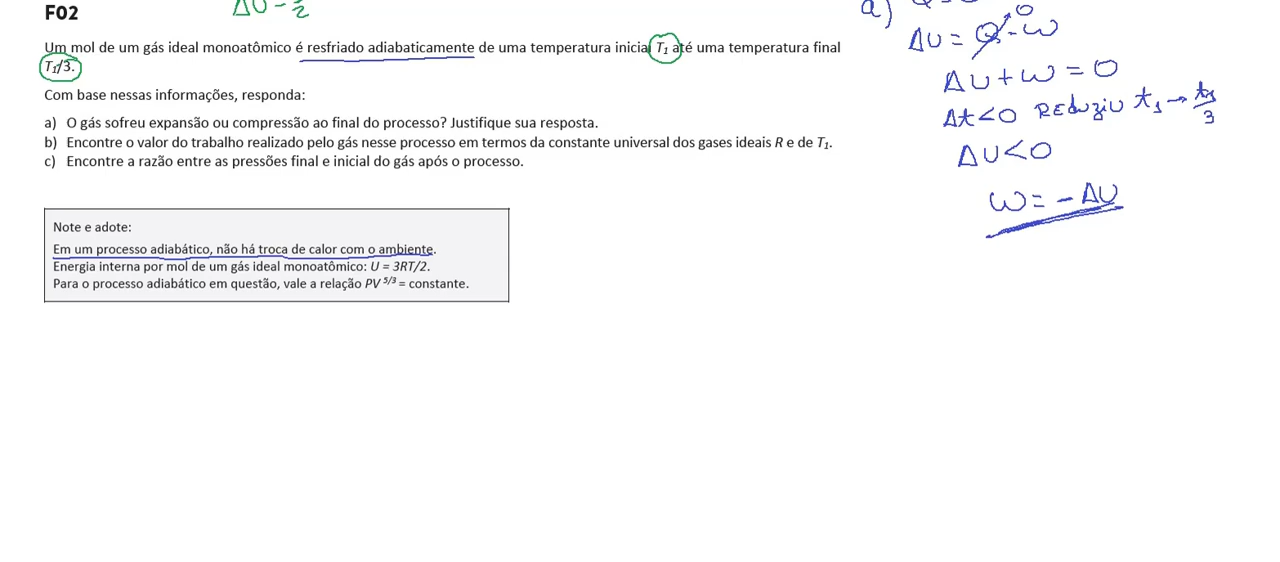 F02
Um mol de um gás ideal monoatômico é resfriado adiabaticamente de uma temperatura inicial T₁ até uma temperatura final
T₁/3.
Com base nessas informações, responda:
a) O gás sofreu expansão ou compressão ao final do processo? Justifique sua resposta.
b) Encontre o valor do trabalho realizado pelo gás nesse processo em termos da constante universal dos gases ideais R e de T₁.
c) Encontre a razão entre as pressões final e inicial do gás após o processo.
Note e adote:
Em um processo adiabático, não há troca de calor com o ambiente.
Energia interna por mol de um gás ideal monoatômico: U = 3RT/2.
Para o processo adiabático em questão, vale a relação PV ⁵/³ = constante.
a)
ΔU = Q - W
0
ΔU + W = 0
Δt < 0 REDUZIU t₁ → t₁/3
ΔU < 0
W = - ΔU